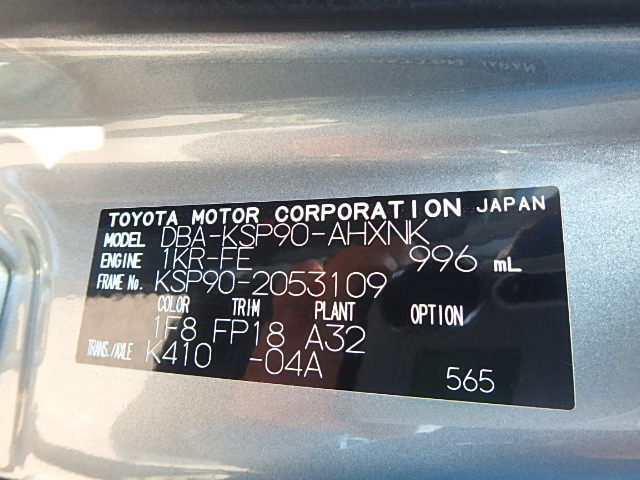 TOYOTA MOTOR CORPORATION JAPAN
MODEL DBA-KSP90-AHXNK
ENGINE 1KR-FE 996 mL
FRAME No. KSP90-2053109
COLOR TRIM PLANT OPTION
1F8 FP18 A32
TRANS./AXLE K410 -04A
565